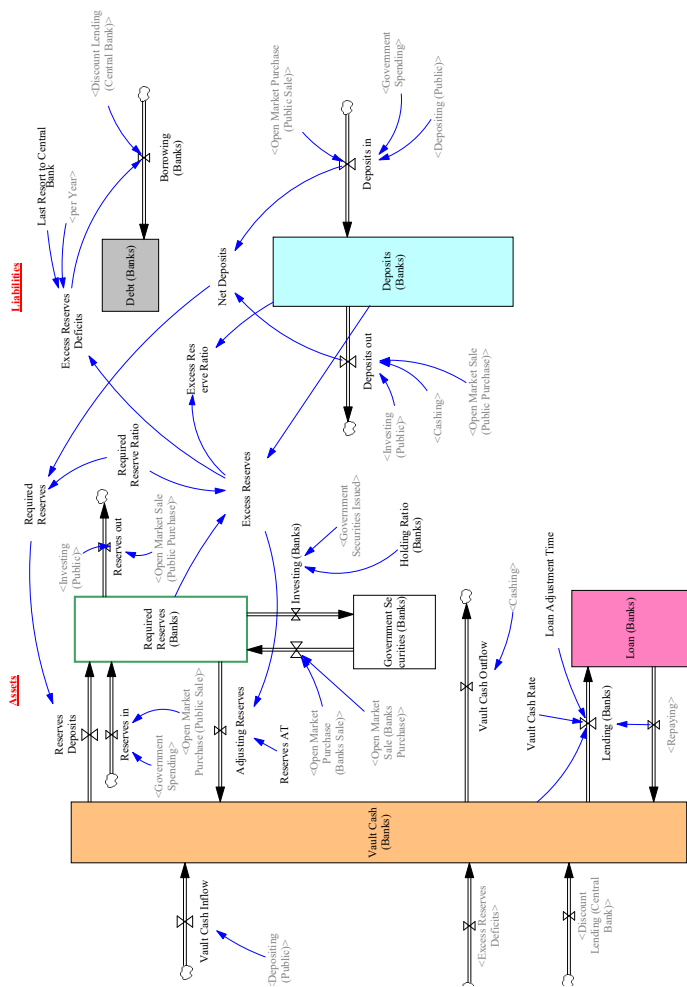 Assets
Liabilities
<Depositing
(Public)>
Vault Cash Inflow
<Excess Reserves
Deficits>
<Discount
Lending (Central
Bank)>
Vault Cash
(Banks)
Reserves
Deposits
Reserves in
<Government
Spending>
<Open Market
Purchase (Public Sale)>
Adjusting Reserves
Reserves AT
<Open Market
Purchase
(Banks Sale)>
<Open Market
Sale (Banks
Purchase)>
Vault Cash Outflow
<Cashing>
Vault Cash Rate
Loan Adjustment Time
Lending (Banks)
<Repaying>
Loan (Banks)
Required
Reserves
(Banks)
Government Se
curities (Banks)
Investing (Banks)
<Government
Securities Issued>
Holding Ratio
(Banks)
<Investing
(Public)>
Reserves out
<Open Market Sale
(Public Purchase)>
Required
Reserves
Required
Reserve Ratio
Excess Reserves
Excess Res
erve Ratio
Net Deposits
Excess Reserves
Deficits
Last Resort to Central
Bank
<per Year>
<Discount Lending
(Central Bank)>
Borrowing
(Banks)
Debt (Banks)
Deposits
(Banks)
Deposits out
<Investing
(Public)>
<Cashing>
<Open Market Sale
(Public Purchase)>
Deposits in
<Open Market Purchase
(Public Sale)>
<Government
Spending>
<Depositing (Public)>